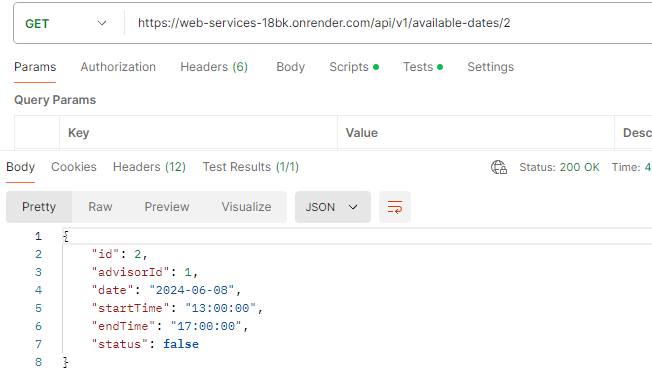 GET https://web-services-18bk.onrender.com/api/v1/available-dates/2
Params Authorization Headers (6) Body Scripts Tests Settings
Query Params
Key Value Desc
Body Cookies Headers (12) Test Results (1/1) Status: 200 OK Time: 4
Pretty Raw Preview Visualize JSON
1 {
2 "id": 2,
3 "advisorId": 1,
4 "date": "2024-06-08",
5 "startTime": "13:00:00",
6 "endTime": "17:00:00",
7 "status": false
8 }